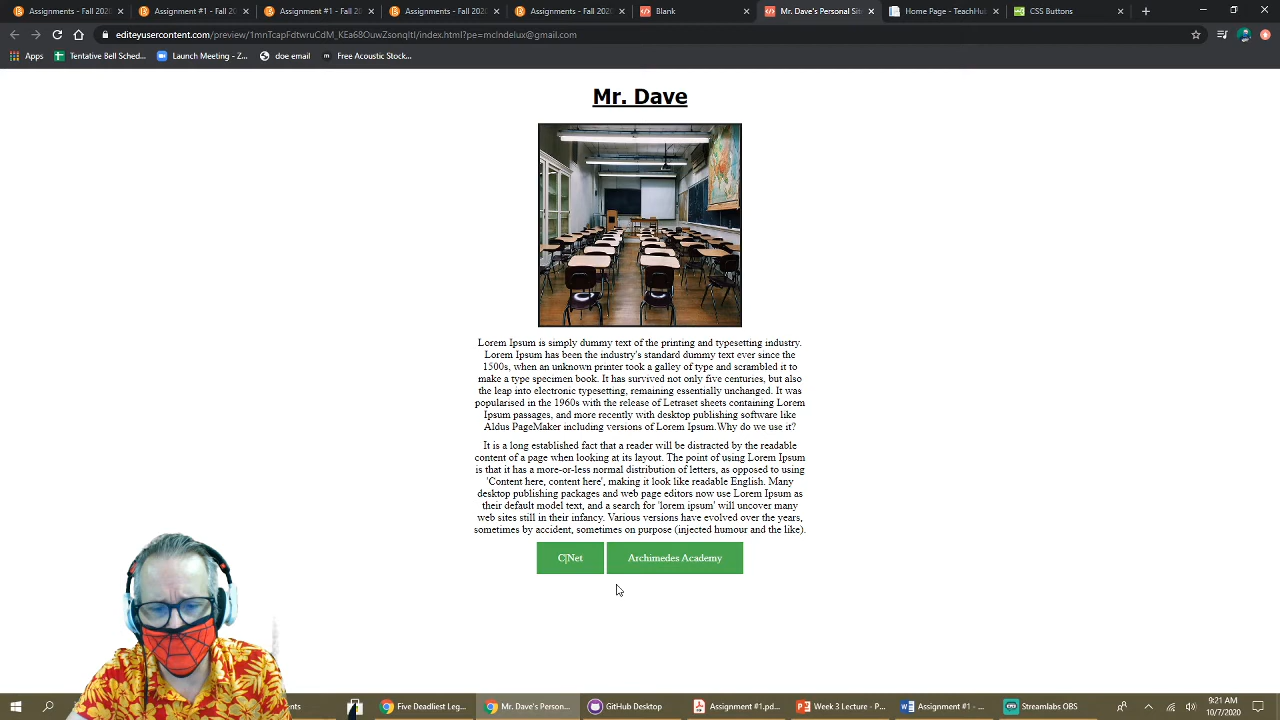 Assignments - Fall 2020
Assignment #1 - Fall 202
Assignment #1 - Fall 202
Assignments - Fall 2020
Assignments - Fall 2020
Blank
Mr. Dave's Personal Sit
Home Page - TeachHub
CSS Buttons
editeyusercontent.com/preview/1mnTcapFdtwruCdM_KEa68OuwZsonqItI/index.html?pe=mclndelux@gmail.com
Apps
Tentative Bell Sched...
Launch Meeting - Z...
doe email
Free Acoustic Stock...
Mr. Dave
Lorem Ipsum is simply dummy text of the printing and typesetting industry.
Lorem Ipsum has been the industry's standard dummy text ever since the
1500s, when an unknown printer took a galley of type and scrambled it to
make a type specimen book. It has survived not only five centuries, but also
the leap into electronic typesetting, remaining essentially unchanged. It was
popularised in the 1960s with the release of Letraset sheets containing Lorem
Ipsum passages, and more recently with desktop publishing software like
Aldus PageMaker including versions of Lorem Ipsum.Why do we use it?
It is a long established fact that a reader will be distracted by the readable
content of a page when looking at its layout. The point of using Lorem Ipsum
is that it has a more-or-less normal distribution of letters, as opposed to using
'Content here, content here', making it look like readable English. Many
desktop publishing packages and web page editors now use Lorem Ipsum as
their default model text, and a search for 'lorem ipsum' will uncover many
web sites still in their infancy. Various versions have evolved over the years,
sometimes by accident, sometimes on purpose (injected humour and the like).
C|Net
Archimedes Academy
ents
Five Deadliest Leg...
Mr. Dave's Person...
GitHub Desktop
Assignment #1.pd...
Week 3 Lecture - P...
Assignment #1 - ...
Streamlabs OBS
9:21 AM
10/7/2020